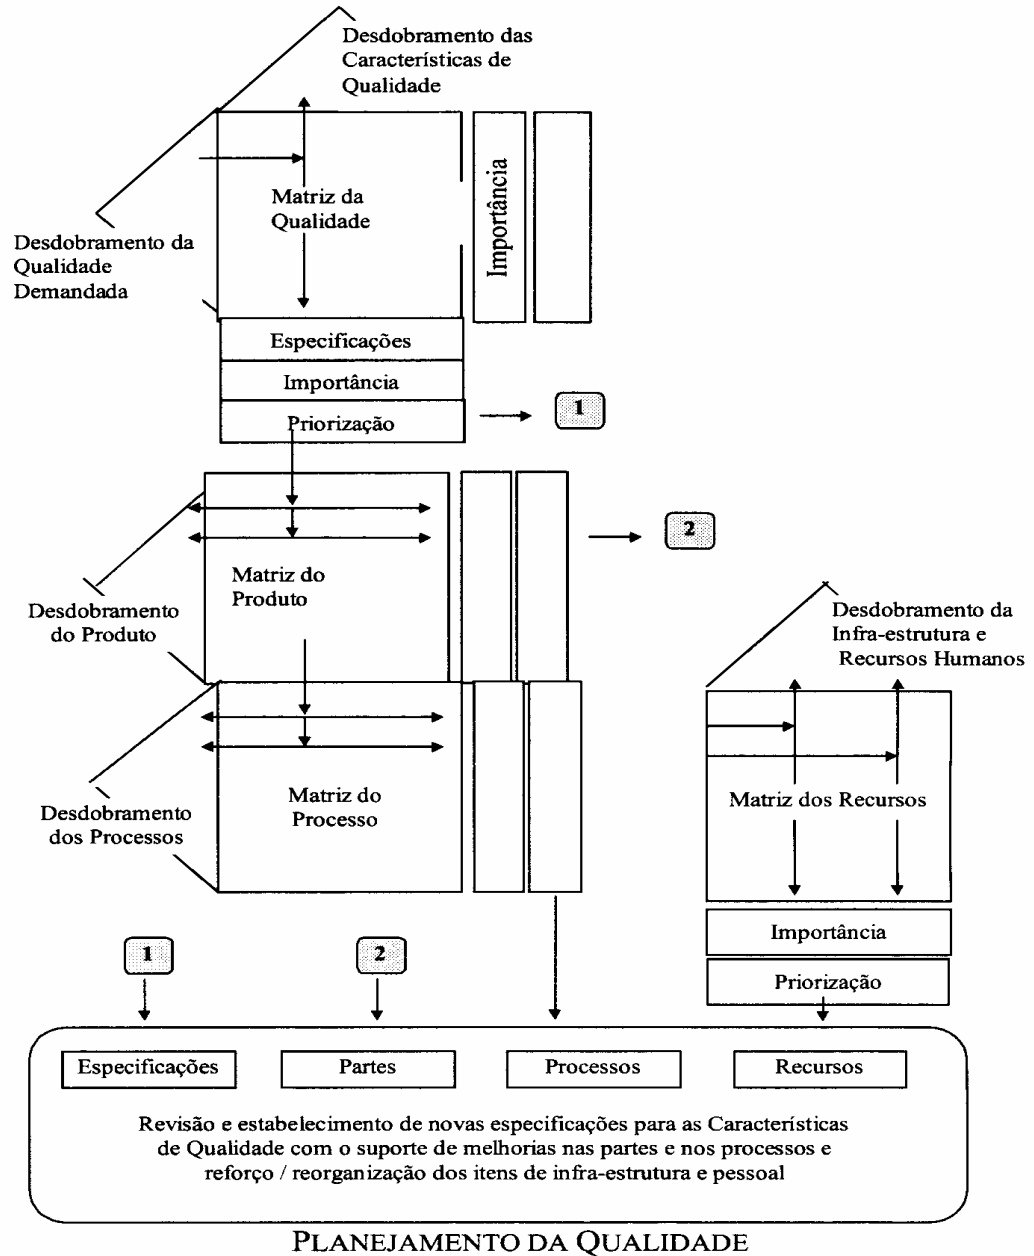 Desdobramento das
Características de
Qualidade
Importância
Matriz da
Qualidade
Desdobramento da
Qualidade
Demandada
Especificações
Importância
Priorização
1
2
Matriz do
Produto
Desdobramento
do Produto
Desdobramento da
Infra-estrutura e
Recursos Humanos
Matriz do
Processo
Desdobramento
dos Processos
Matriz dos Recursos
Importância
Priorização
1
2
Especificações
Partes
Processos
Recursos
Revisão e estabelecimento de novas especificações para as Características
de Qualidade com o suporte de melhorias nas partes e nos processos e
reforço / reorganização dos itens de infra-estrutura e pessoal
PLANEJAMENTO DA QUALIDADE